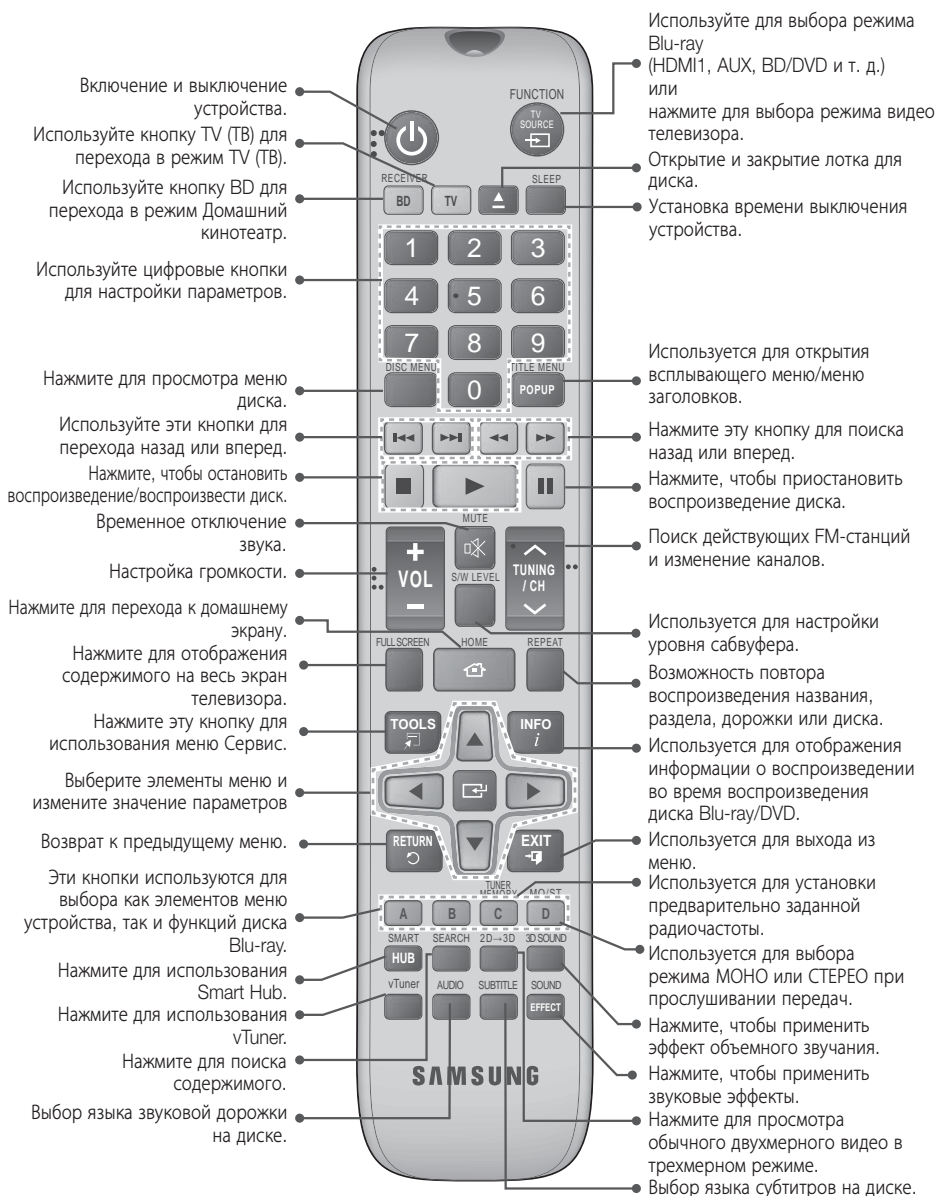 Включение и выключение
устройства.
Используйте кнопку TV (ТВ) для
перехода в режим TV (ТВ).
Используйте кнопку BD для
перехода в режим Домашний
кинотеатр.
Используйте цифровые кнопки
для настройки параметров.
Нажмите для просмотра меню
диска.
Используйте эти кнопки для
перехода назад или вперед.
Нажмите, чтобы остановить
воспроизведение/воспроизвести диск.
Временное отключение
звука.
Настройка громкости.
Нажмите для перехода к домашнему
экрану.
Нажмите для отображения
содержимого на весь экран
телевизора.
Нажмите эту кнопку для
использования меню Сервис.
Выберите элементы меню и
измените значение параметров
Возврат к предыдущему меню.
Эти кнопки используются для
выбора как элементов меню
устройства, так и функций диска
Blu-ray.
Нажмите для использования
Smart Hub.
Нажмите для использования
vTuner.
Нажмите для поиска
содержимого.
Выбор языка звуковой дорожки
на диске.
FUNCTION
TV
SOURCE
RECEIVER
SLEEP
BD TV
1 2 3
4 5 6
7 8 9
DISC MENU TITLE MENU
0 POPUP
MUTE
+
VOL
−
TUNING
/ CH
S/W LEVEL
FULL SCREEN HOME REPEAT
TOOLS INFO
i
RETURN EXIT
TUNER
MEMORY MO/ST
A B C D
SMART SEARCH 2D→3D 3D SOUND
HUB
vTuner AUDIO SUBTITLE SOUND
EFFECT
SAMSUNG
Используйте для выбора режима
Blu-ray
(HDMI1, AUX, BD/DVD и т. д.)
или
нажмите для выбора режима видео
телевизора.
Открытие и закрытие лотка для
диска.
Установка времени выключения
устройства.
Используется для открытия
всплывающего меню/меню
заголовков.
Нажмите эту кнопку для поиска
назад или вперед.
Нажмите, чтобы приостановить
воспроизведение диска.
Поиск действующих FM-станций
и изменение каналов.
Используется для настройки
уровня сабвуфера.
Возможность повтора
воспроизведения названия,
раздела, дорожки или диска.
Используется для отображения
информации о воспроизведении
во время воспроизведения
диска Blu-ray/DVD.
Используется для выхода из
меню.
Используется для установки
предварительно заданной
радиочастоты.
Используется для выбора
режима МОНО или СТЕРЕО при
прослушивании передач.
Нажмите, чтобы применить
эффект объемного звучания.
Нажмите, чтобы применить
звуковые эффекты.
Нажмите для просмотра
обычного двухмерного видео в
трехмерном режиме.
Выбор языка субтитров на диске.